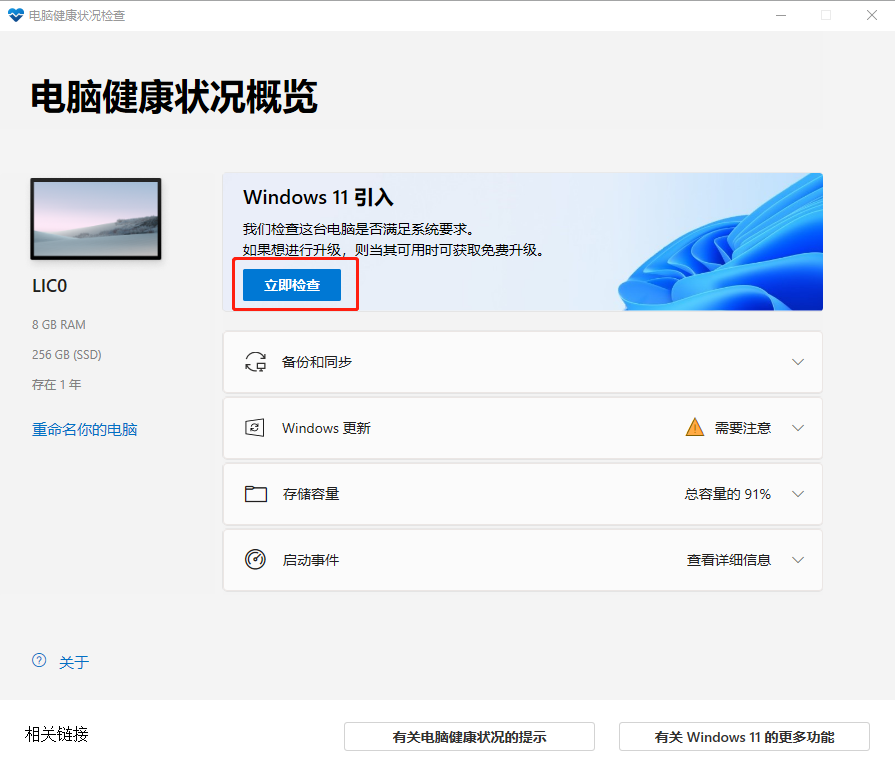 电脑健康状况检查
电脑健康状况概览
LIC0
8 GB RAM
256 GB (SSD)
存在 1 年
重命名你的电脑
Windows 11 引入
我们检查这台电脑是否满足系统要求。
如果想进行升级，则当其可用时可获取免费升级。
立即检查
备份和同步
Windows 更新
需要注意
存储容量
总容量的 91%
启动事件
查看详细信息
关于
相关链接
有关电脑健康状况的提示
有关 Windows 11 的更多功能